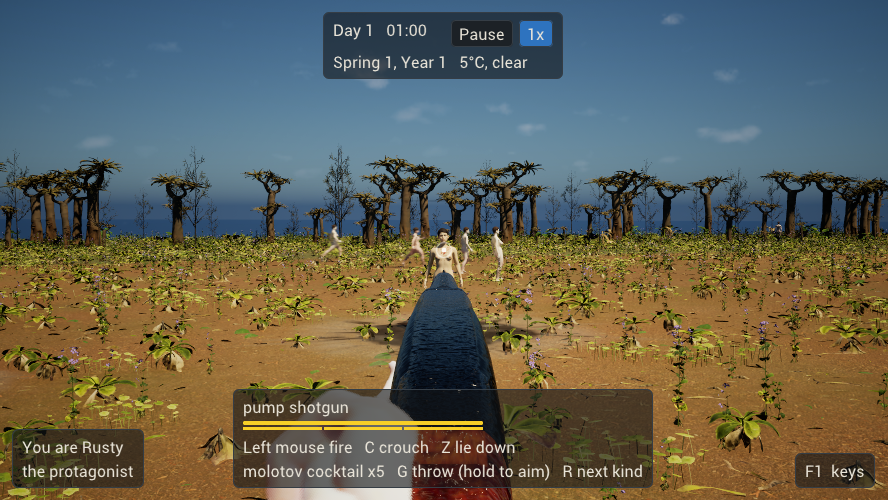 Day 1 01:00 Pause 1x
Spring 1, Year 1 5°C, clear
pump shotgun
Left mouse fire C crouch Z lie down
molotov cocktail x5 G throw (hold to aim) R next kind
You are Rusty
the protagonist
F1 keys